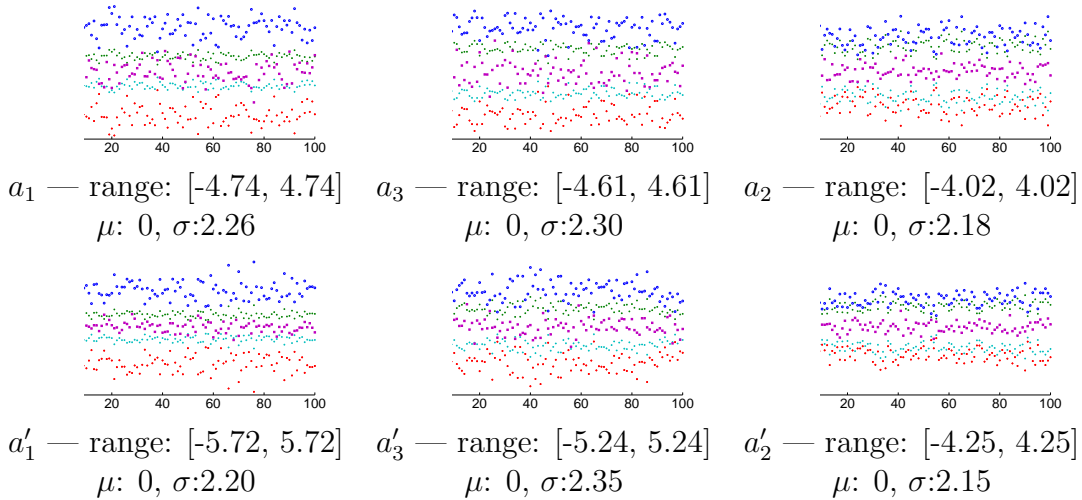 20 40 60 80 100 20 40 60 80 100 20 40 60 80 100
a₁ — range: [-4.74, 4.74] a₃ — range: [-4.61, 4.61] a₂ — range: [-4.02, 4.02]
μ: 0, σ:2.26 μ: 0, σ:2.30 μ: 0, σ:2.18
20 40 60 80 100 20 40 60 80 100 20 40 60 80 100
a′₁ — range: [-5.72, 5.72] a′₃ — range: [-5.24, 5.24] a′₂ — range: [-4.25, 4.25]
μ: 0, σ:2.20 μ: 0, σ:2.35 μ: 0, σ:2.15